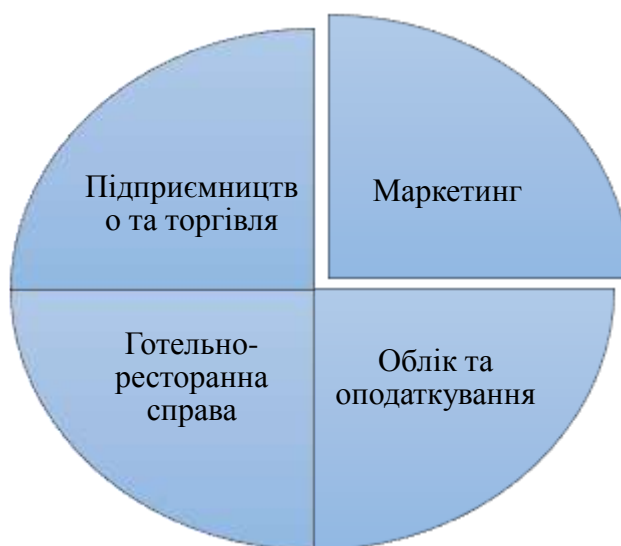 Підприємництв
о та торгівля
Маркетинг
Готельно-
ресторанна
справа
Облік та
оподаткування